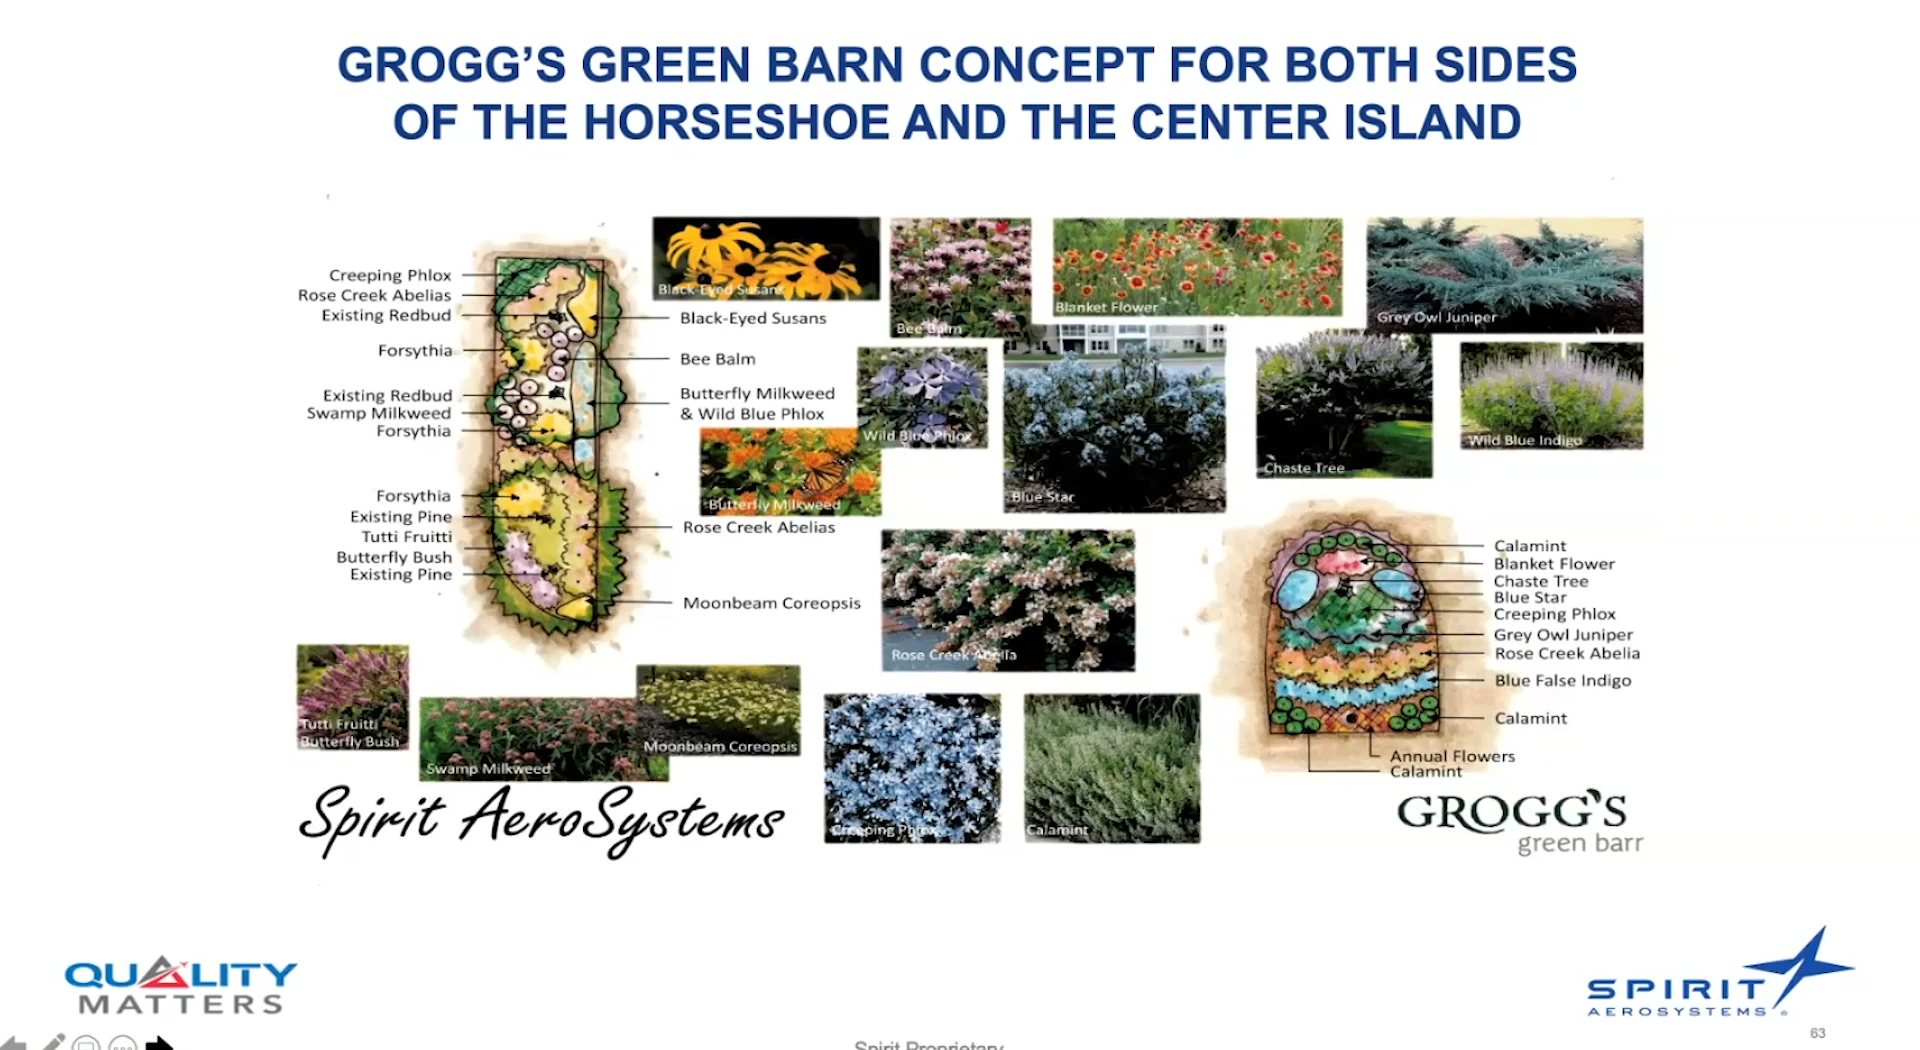 GROGG'S GREEN BARN CONCEPT FOR BOTH SIDES
OF THE HORSESHOE AND THE CENTER ISLAND
Creeping Phlox
Rose Creek Abelias
Existing Redbud
Forsythia
Existing Redbud
Swamp Milkweed
Forsythia
Forsythia
Existing Pine
Tutti Fruitti
Butterfly Bush
Existing Pine
Black-Eyed Susans
Bee Balm
Butterfly Milkweed
& Wild Blue Phlox
Rose Creek Abelias
Moonbeam Coreopsis
Black-Eyed Susans
Bee Balm
Blanket Flower
Grey Owl Juniper
Wild Blue Phlox
Butterfly Milkweed
Blue Star
Chaste Tree
Wild Blue Indigo
Rose Creek Abelia
Tutti Fruitti
Butterfly Bush
Swamp Milkweed
Moonbeam Coreopsis
Creeping Phlox
Calamint
Calamint
Blanket Flower
Chaste Tree
Blue Star
Creeping Phlox
Grey Owl Juniper
Rose Creek Abelia
Blue False Indigo
Calamint
Annual Flowers
Calamint
Spirit AeroSystems
GROGG'S
green barr
QUALITY
MATTERS
SPIRIT
AEROSYSTEMS
63
Spirit Proprietary